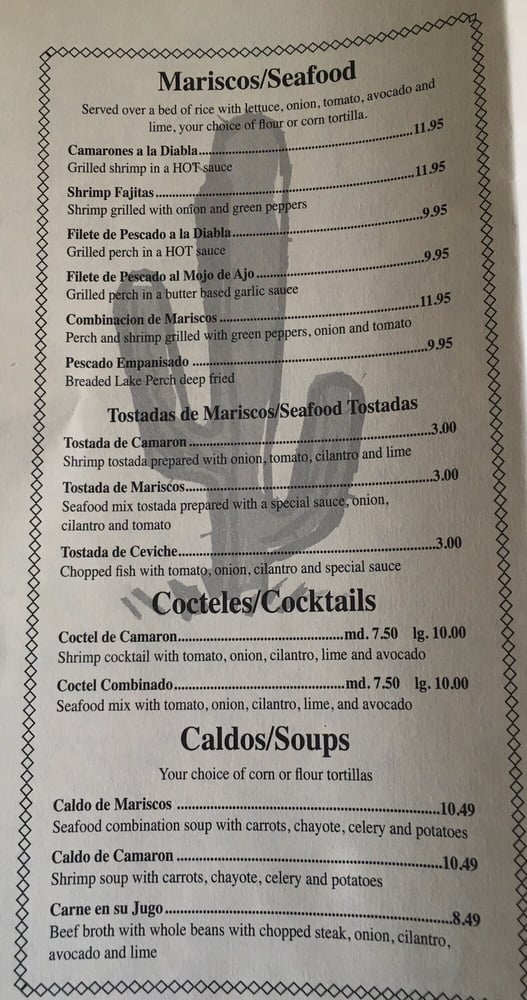 Mariscos/Seafood
Served over a bed of rice with lettuce, onion, tomato, avocado and
lime, your choice of flour or corn tortilla.
Camarones a la Diabla...............11.95
Grilled shrimp in a HOT sauce
Shrimp Fajitas...............11.95
Shrimp grilled with onion and green peppers
Filete de Pescado a la Diabla...............9.95
Grilled perch in a HOT sauce
Filete de Pescado al Mojo de Ajo...............9.95
Grilled perch in a butter based garlic sauce
Combinacion de Mariscos...............11.95
Perch and shrimp grilled with green peppers, onion and tomato
Pescado Empanisado...............9.95
Breaded Lake Perch deep fried
Tostadas de Mariscos/Seafood Tostadas
Tostada de Camaron...............3.00
Shrimp tostada prepared with onion, tomato, cilantro and lime
Tostada de Mariscos...............3.00
Seafood mix tostada prepared with a special sauce, onion,
cilantro and tomato
Tostada de Ceviche...............3.00
Chopped fish with tomato, onion, cilantro and special sauce
Cocteles/Cocktails
Coctel de Camaron...............md. 7.50 lg. 10.00
Shrimp cocktail with tomato, onion, cilantro, lime and avocado
Coctel Combinado...............md. 7.50 lg. 10.00
Seafood mix with tomato, onion, cilantro, lime, and avocado
Caldos/Soups
Your choice of corn or flour tortillas
Caldo de Mariscos...............10.49
Seafood combination soup with carrots, chayote, celery and potatoes
Caldo de Camaron...............10.49
Shrimp soup with carrots, chayote, celery and potatoes
Carne en su Jugo...............8.49
Beef broth with whole beans with chopped steak, onion, cilantro,
avocado and lime